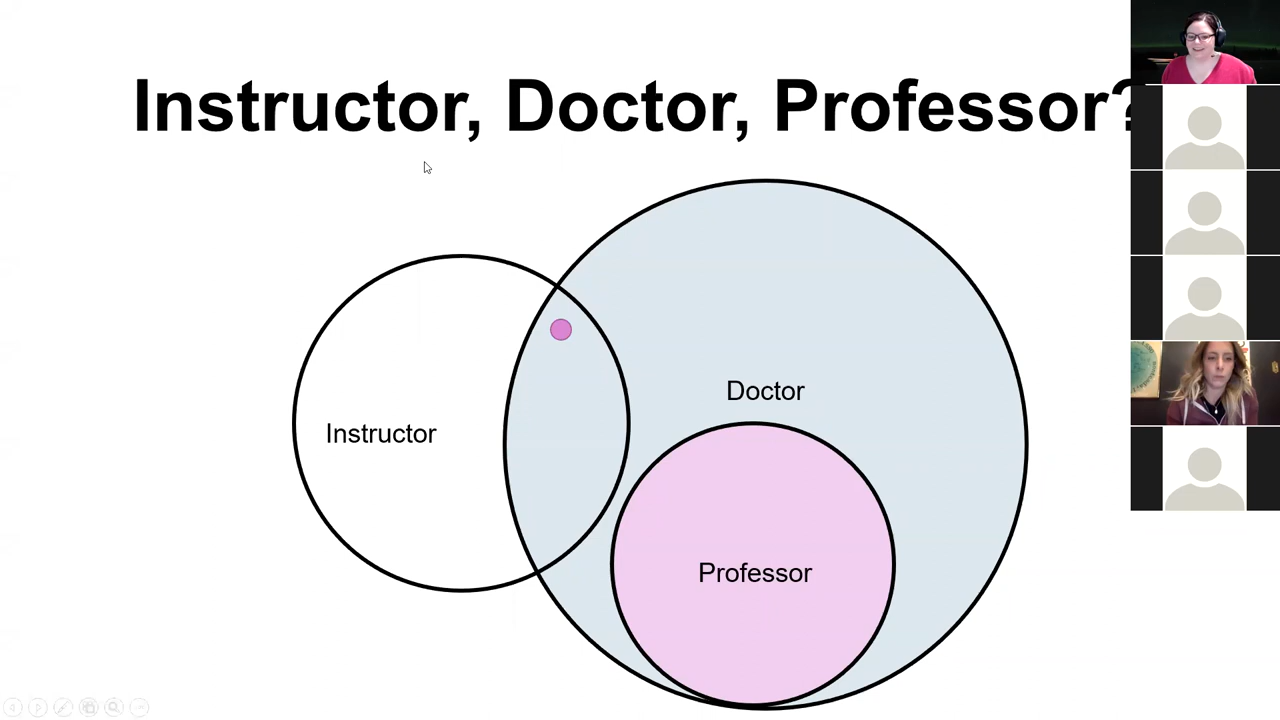 Instructor, Doctor, Professor?
Doctor
Instructor
Professor